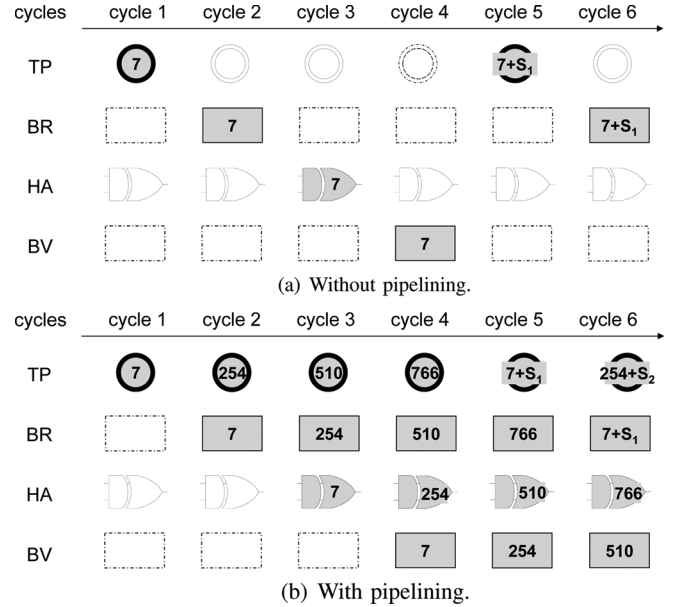 cycles cycle 1 cycle 2 cycle 3 cycle 4 cycle 5 cycle 6
TP 7 7+S₁
BR 7 7+S₁
HA 7
BV 7
(a) Without pipelining.
cycles cycle 1 cycle 2 cycle 3 cycle 4 cycle 5 cycle 6
TP 7 254 510 766 7+S₁ 254+S₂
BR 7 254 510 766 7+S₁
HA 7 254 510 766
BV 7 254 510
(b) With pipelining.